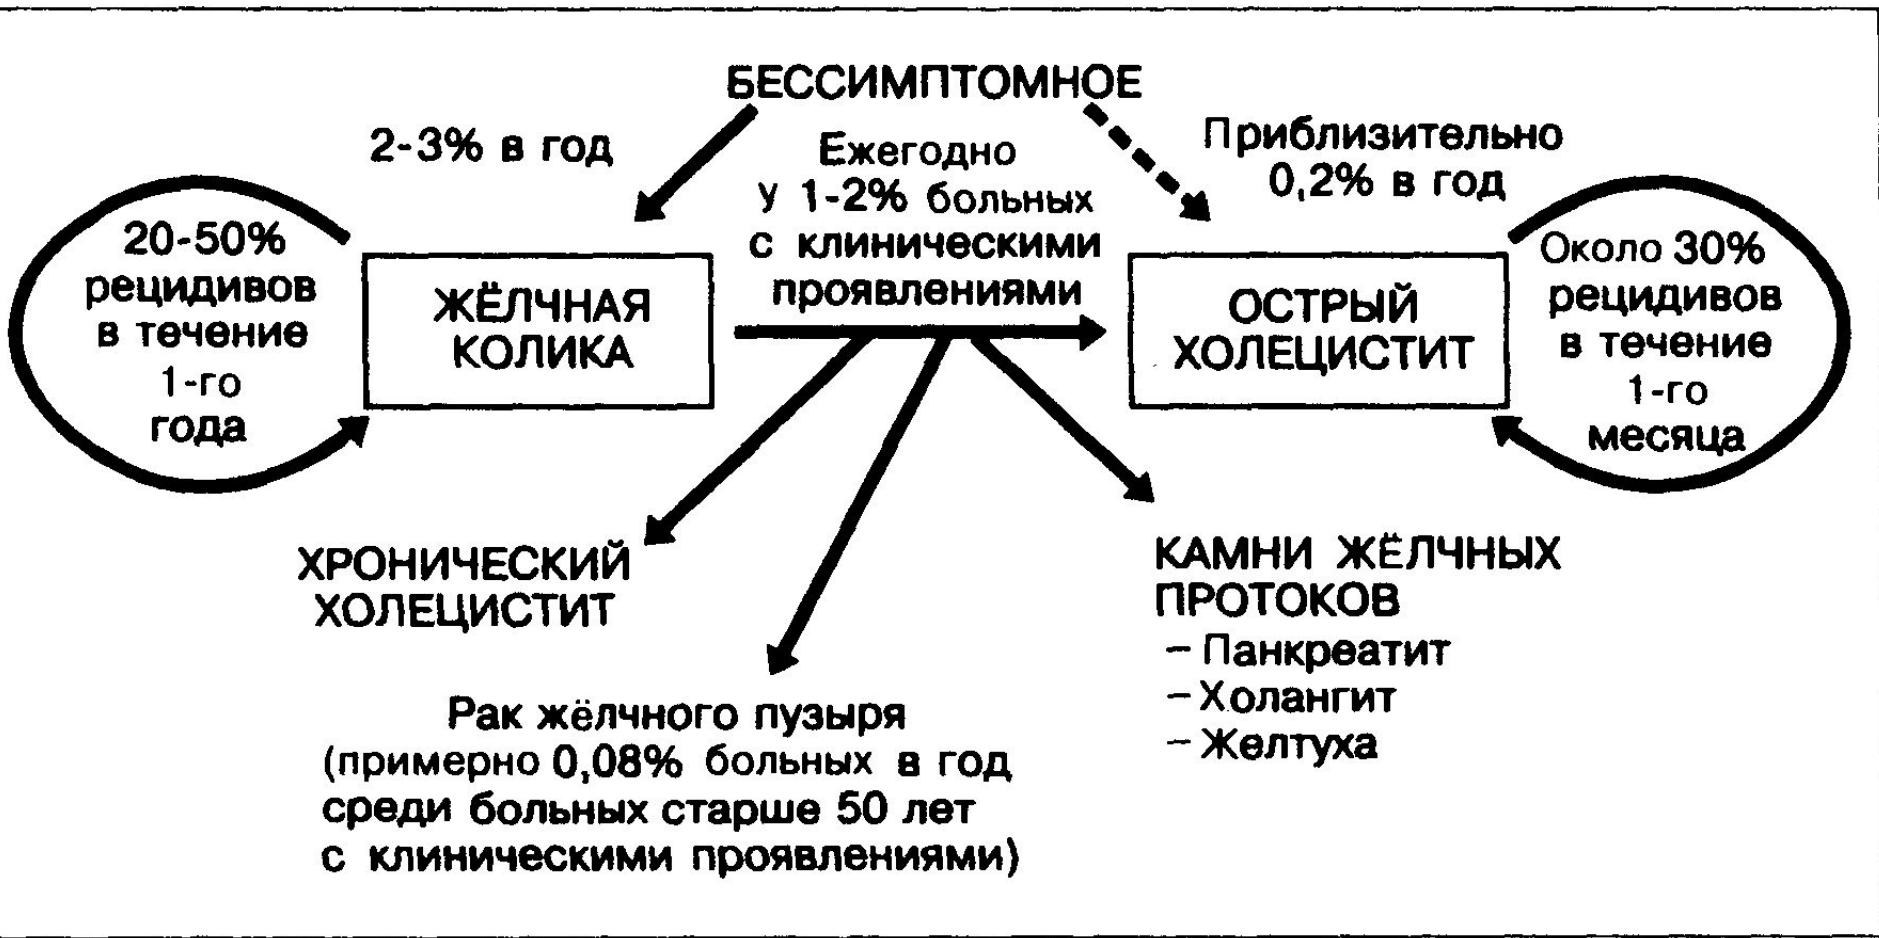 БЕССИМПТОМНОЕ
2-3% в год
Ежегодно
у 1-2% больных
с клиническими
проявлениями
Приблизительно
0,2% в год
20-50%
рецидивов
в течение
1-го
года
ЖЁЛЧНАЯ
КОЛИКА
ОСТРЫЙ
ХОЛЕЦИСТИТ
Около 30%
рецидивов
в течение
1-го
месяца
ХРОНИЧЕСКИЙ
ХОЛЕЦИСТИТ
КАМНИ ЖЁЛЧНЫХ
ПРОТОКОВ
– Панкреатит
– Холангит
– Желтуха
Рак жёлчного пузыря
(примерно 0,08% больных в год
среди больных старше 50 лет
с клиническими проявлениями)